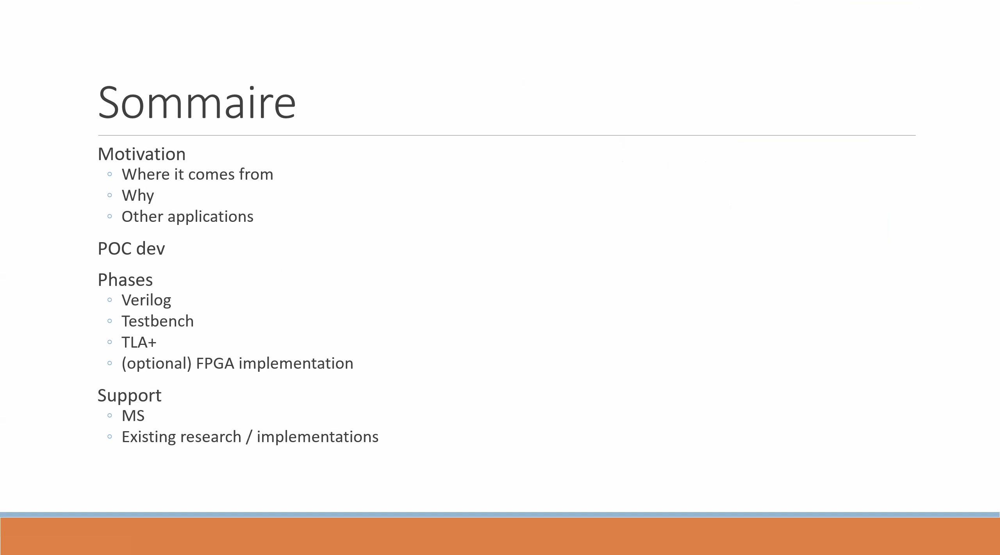 Sommaire
Motivation
Where it comes from
Why
Other applications
POC dev
Phases
Verilog
Testbench
TLA+
(optional) FPGA implementation
Support
MS
Existing research / implementations